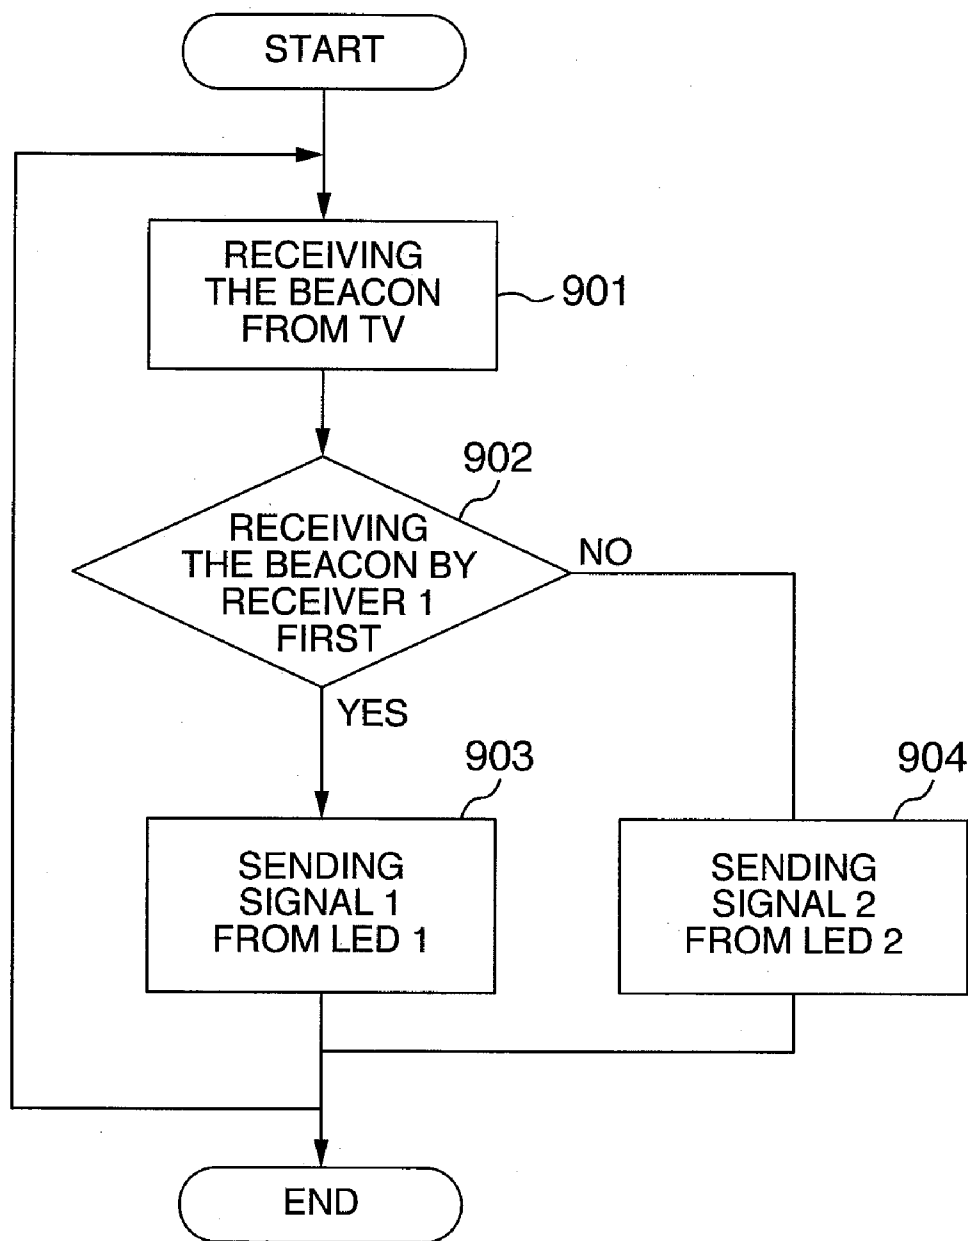 START
RECEIVING
THE BEACON
FROM TV
901
902
RECEIVING
THE BEACON BY
RECEIVER 1
FIRST
NO
YES
903
904
SENDING
SIGNAL 1
FROM LED 1
SENDING
SIGNAL 2
FROM LED 2
END